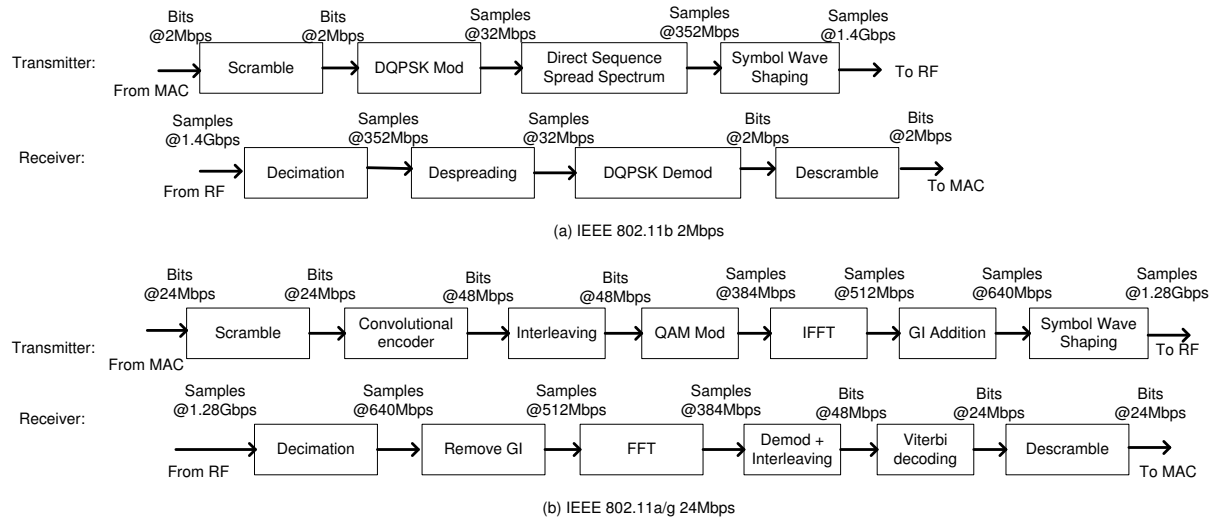 Bits
@2Mbps
Bits
@2Mbps
Samples
@32Mbps
Samples
@352Mbps
Samples
@1.4Gbps
Transmitter:
From MAC
Scramble
DQPSK Mod
Direct Sequence
Spread Spectrum
Symbol Wave
Shaping
To RF
Samples
@1.4Gbps
Samples
@352Mbps
Samples
@32Mbps
Bits
@2Mbps
Bits
@2Mbps
Receiver:
From RF
Decimation
Despreading
DQPSK Demod
Descramble
To MAC
(a) IEEE 802.11b 2Mbps
Bits
@24Mbps
Bits
@24Mbps
Bits
@48Mbps
Bits
@48Mbps
Samples
@384Mbps
Samples
@512Mbps
Samples
@640Mbps
Samples
@1.28Gbps
Transmitter:
From MAC
Scramble
Convolutional
encoder
Interleaving
QAM Mod
IFFT
GI Addition
Symbol Wave
Shaping
To RF
Samples
@1.28Gbps
Samples
@640Mbps
Samples
@512Mbps
Samples
@384Mbps
Bits
@48Mbps
Bits
@24Mbps
Bits
@24Mbps
Receiver:
From RF
Decimation
Remove GI
FFT
Demod +
Interleaving
Viterbi
decoding
Descramble
To MAC
(b) IEEE 802.11a/g 24Mbps